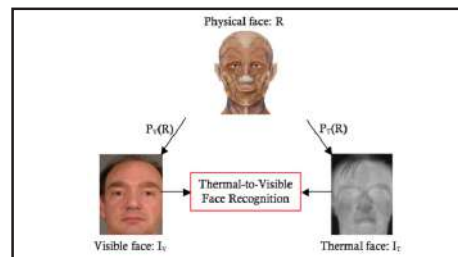 Physical face: R
Pᵥ(R)
Pₜ(R)
Thermal-to-Visible
Face Recognition
Visible face: Iᵥ
Thermal face: Iₜ